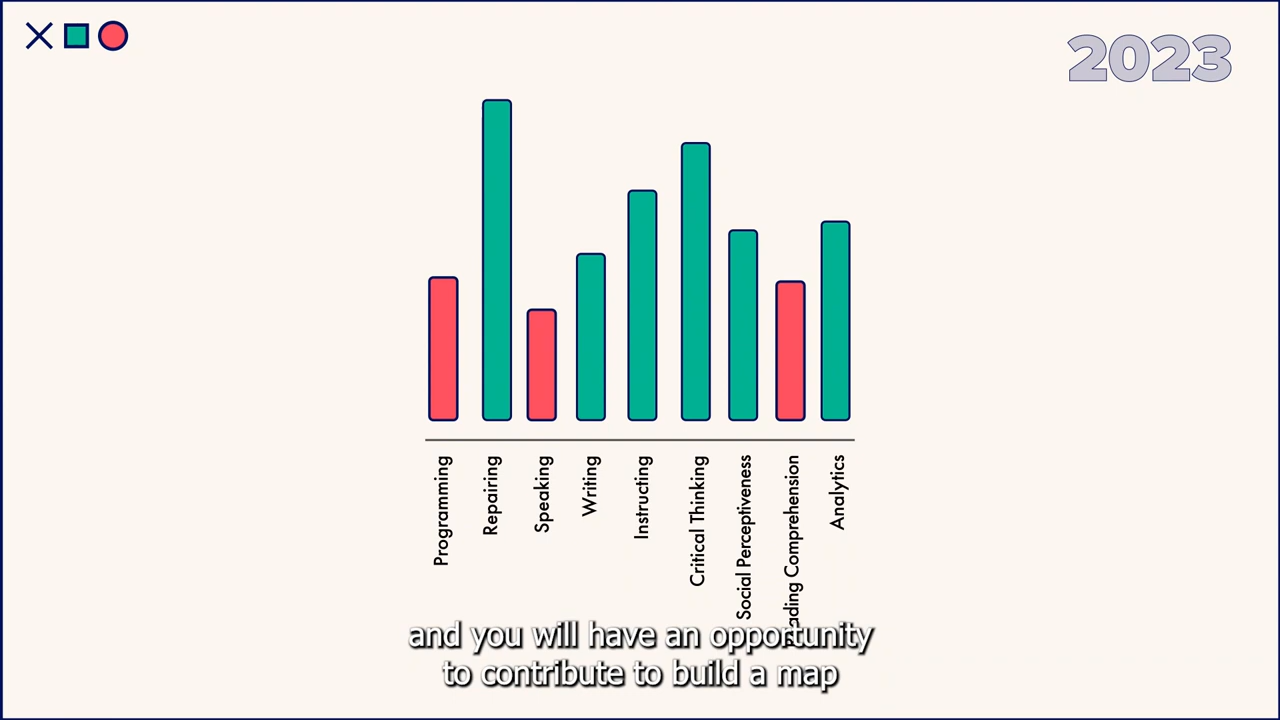 2023
Programming
Repairing
Speaking
Writing
Instructing
Critical Thinking
Social Perceptiveness
Comprehension
Analytics
and you will have an opportunity
to contribute to build a map